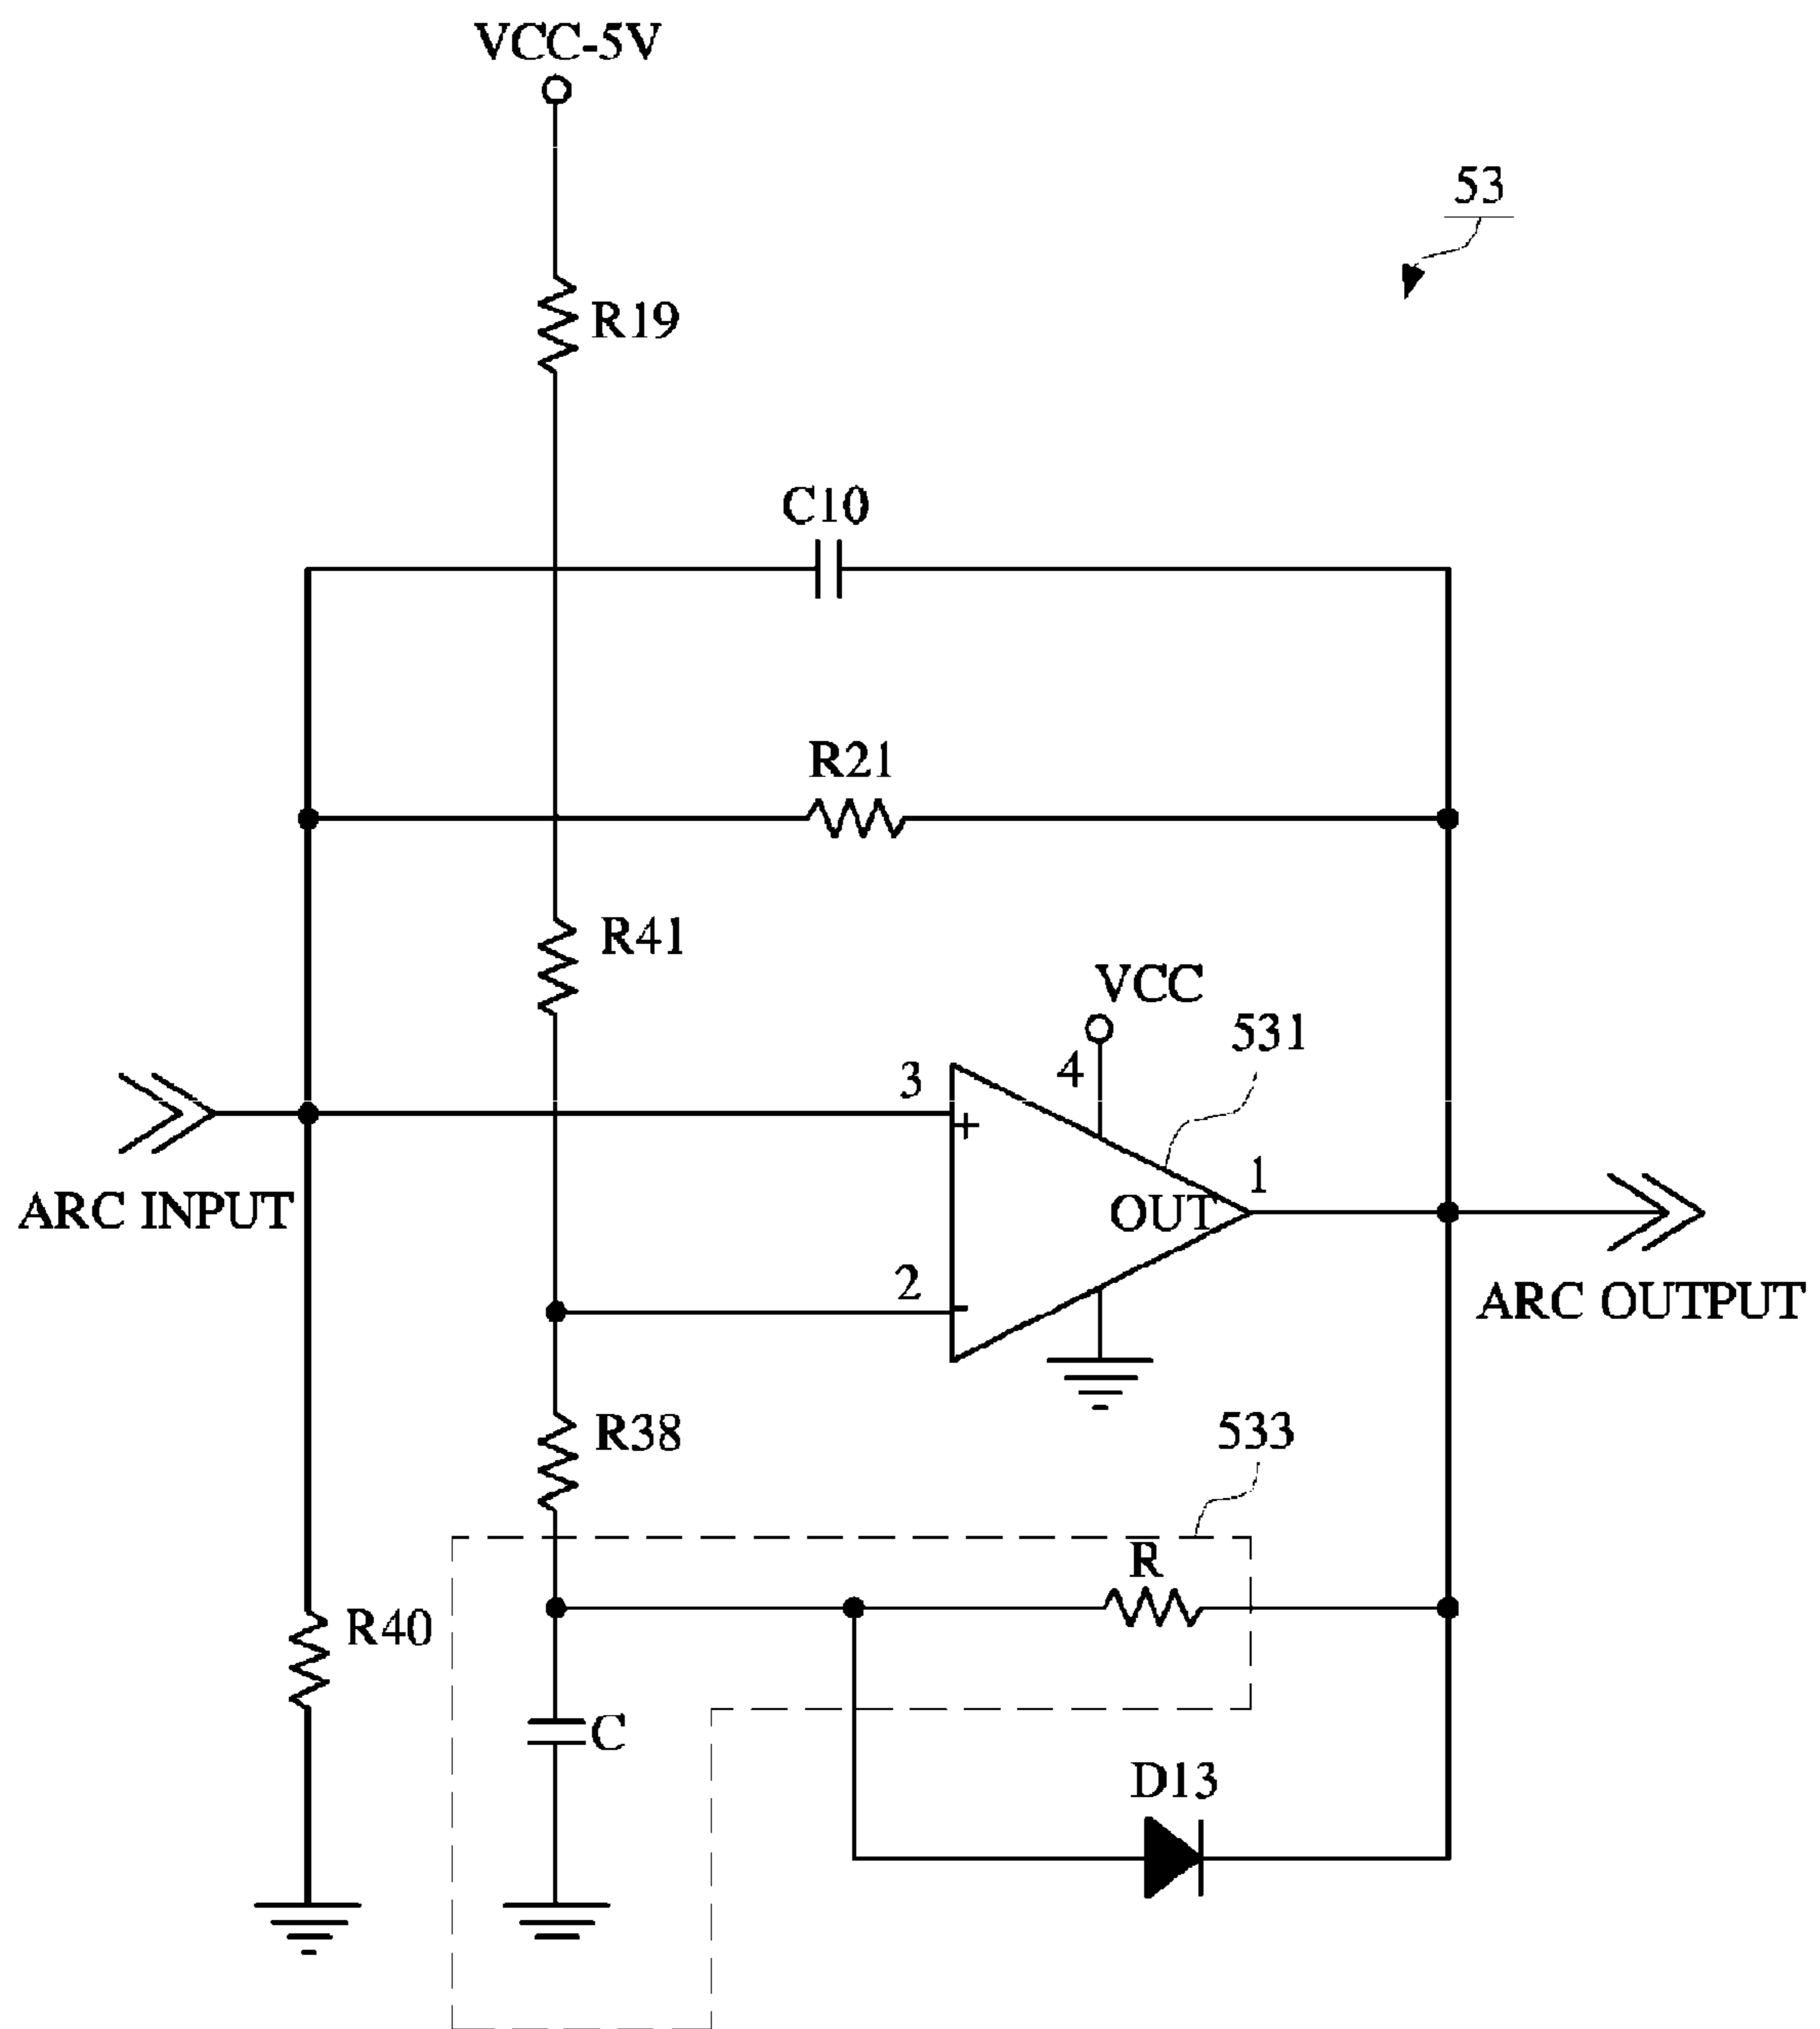 VCC-5V
53
R19
C10
R21
R41
VCC
531
3
4
+
1
ARC INPUT
OUT
2
-
ARC OUTPUT
R38
533
R
R40
C
D13